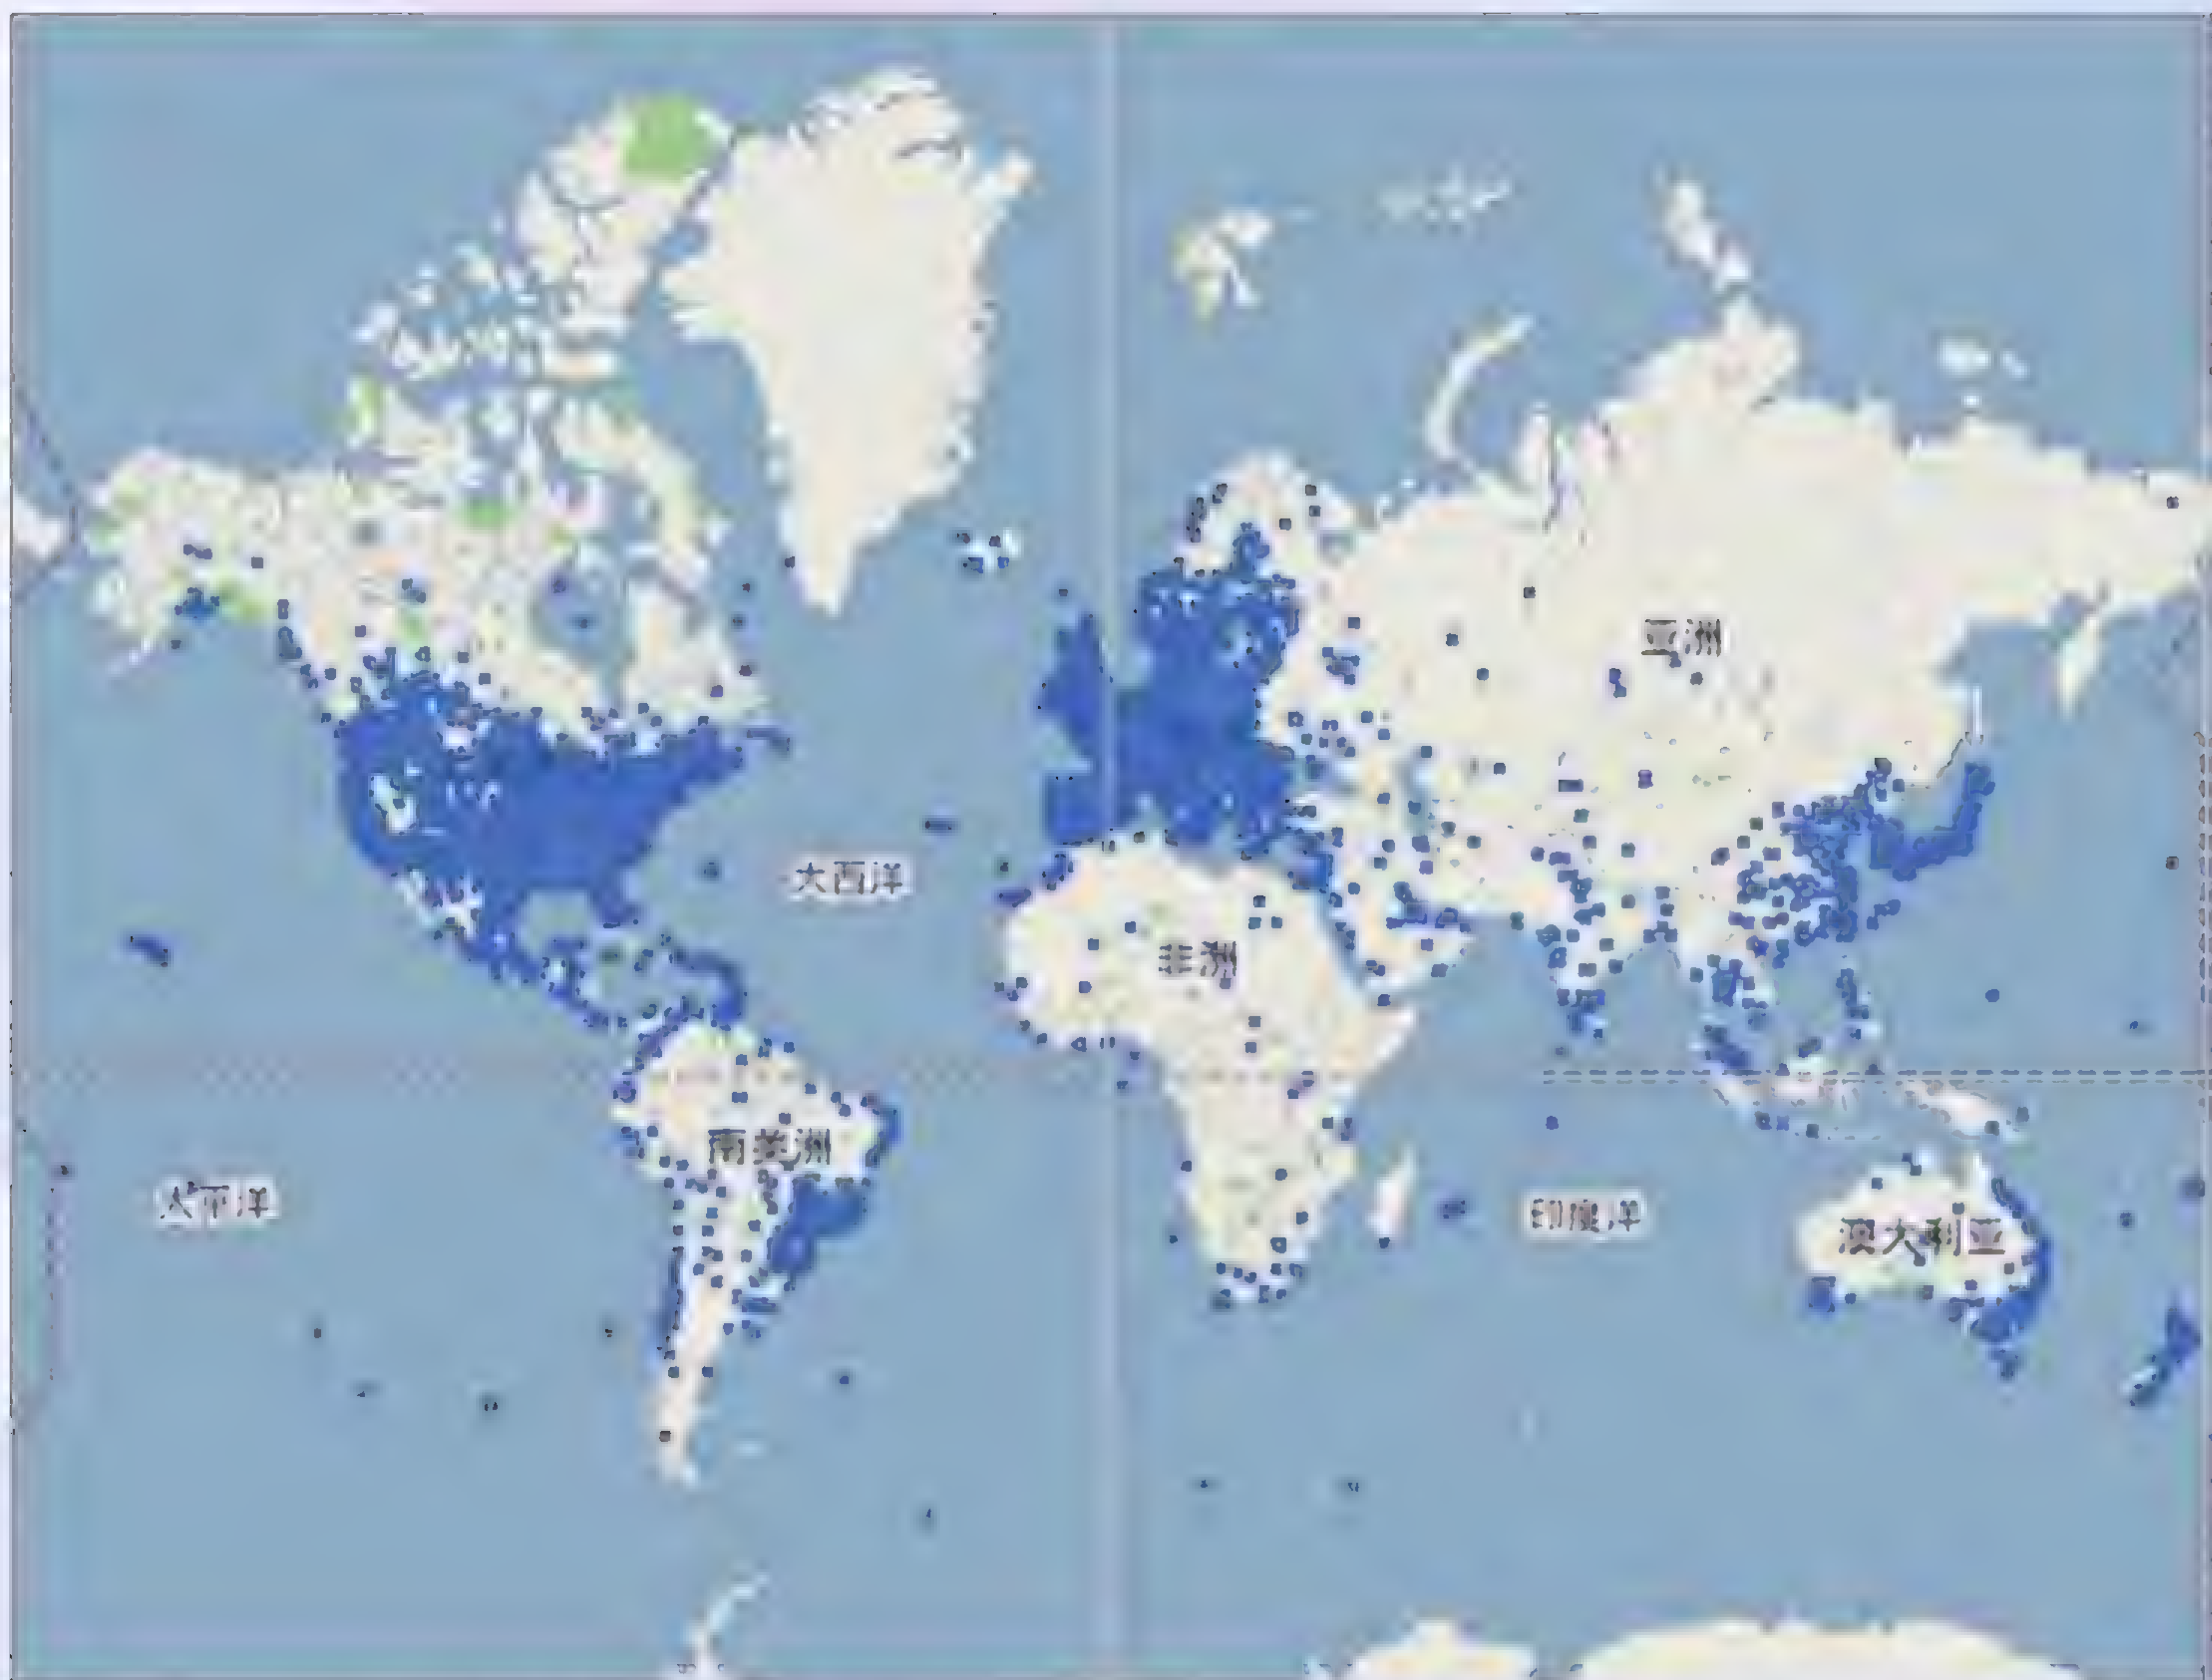 亚洲
大西洋
非洲
南美洲
太平洋
印度洋
澳大利亚